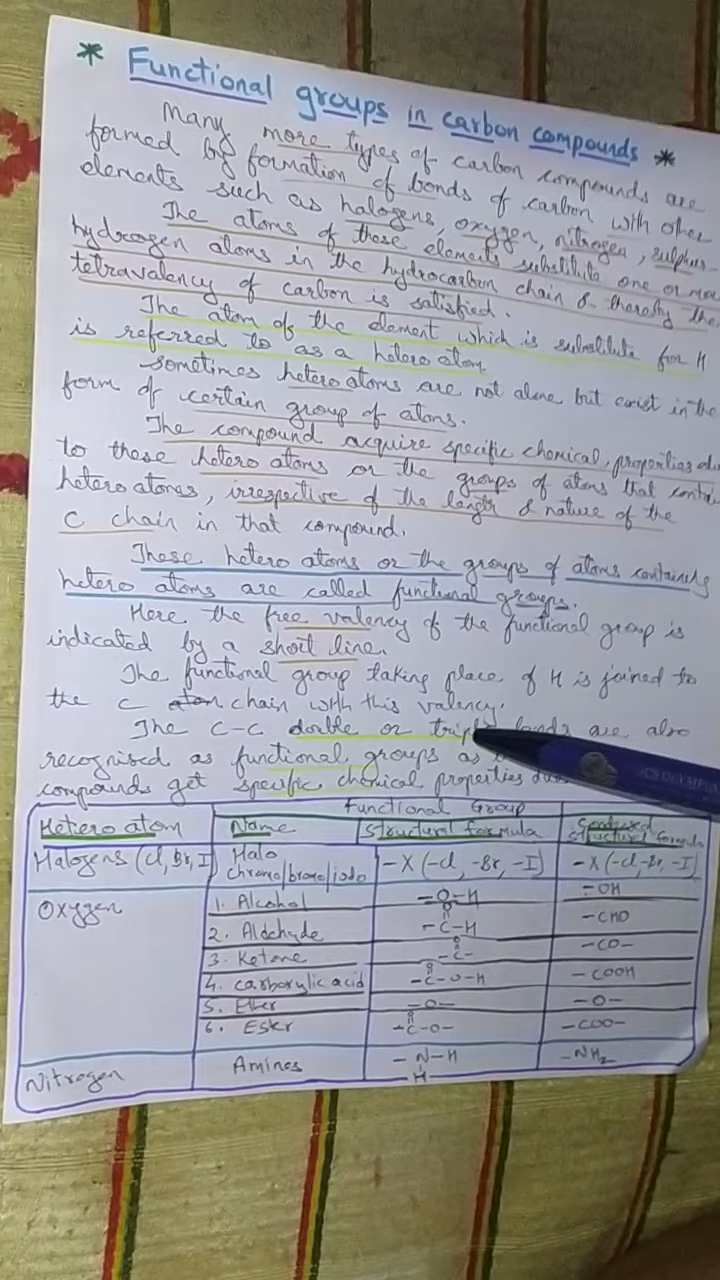 * Functional groups in carbon compounds *
Many more types of carbon compounds are
formed by formation of bonds of carbon with other
elements such as halogens, oxygen, nitrogen, sulphur.
The atoms of these elements substitute one or more
hydrogen atoms in the hydrocarbon chain & thereby the
tetravalency of carbon is satisfied.
The atom of the element which is substitute for H
is referred to as a hetero atom.
sometimes hetero atoms are not alone but exist in the
form of certain group of atoms.
The compound acquire specific chemical properties du
to these hetero atoms or the groups of atoms that contai
hetero atoms, irrespective of the length & nature of the
C chain in that compound.
These hetero atoms or the groups of atoms containing
hetero atoms are called functional groups.
Here the free valency of the functional group is
indicated by a short line.
The functional group taking place of H is joined to
the C chain with this valency.
The C-C double or triple bonds are also
recognised as functional groups as
compounds get specific chemical properties
Functional Group
Hetero atom Name Structural formula Condensed structural formula
Halogens (Cl, Br, I) Halo chromo/bromo/iodo -X (-Cl, -Br, -I) -X (-Cl, -Br, -I)
Oxygen 1. Alcohol -O-H -OH
2. Aldehyde O -C-H -CHO
3. Ketone O -C- -CO-
4. Carboxylic acid O -C-O-H -COOH
5. Ether -O- -O-
6. Ester O -C-O- -COO-
Nitrogen Amines -N-H H -NH₂